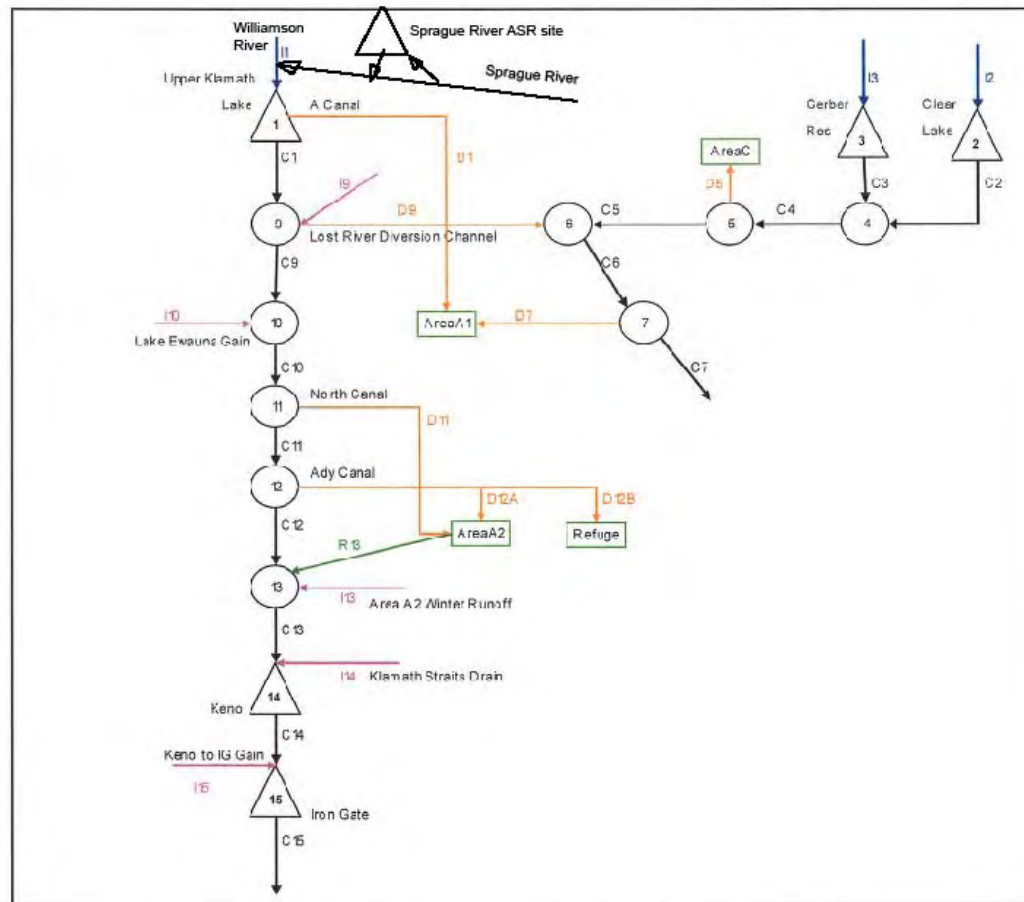 Williamson
River
Sprague River ASR site
I1
Sprague River
Upper Klamath
Lake
A Canal
1
C1
D1
I3
I2
Gerber
Res
3
Clear
Lake
2
AreaC
D5
C3
C2
I9
9
D9
Lost River Diversion Channel
6
C5
5
C4
4
C9
C6
I10
Lake Ewauna Gain
10
AreaA1
D7
7
C7
C10
North Canal
11
D11
C11
Ady Canal
12
D12A
D12B
C12
AreaA2
Refuge
R13
13
I13
Area A2 Winter Runoff
C13
I14
Klamath Straits Drain
14
Keno
C14
Keno to IG Gain
I15
15
Iron Gate
C15